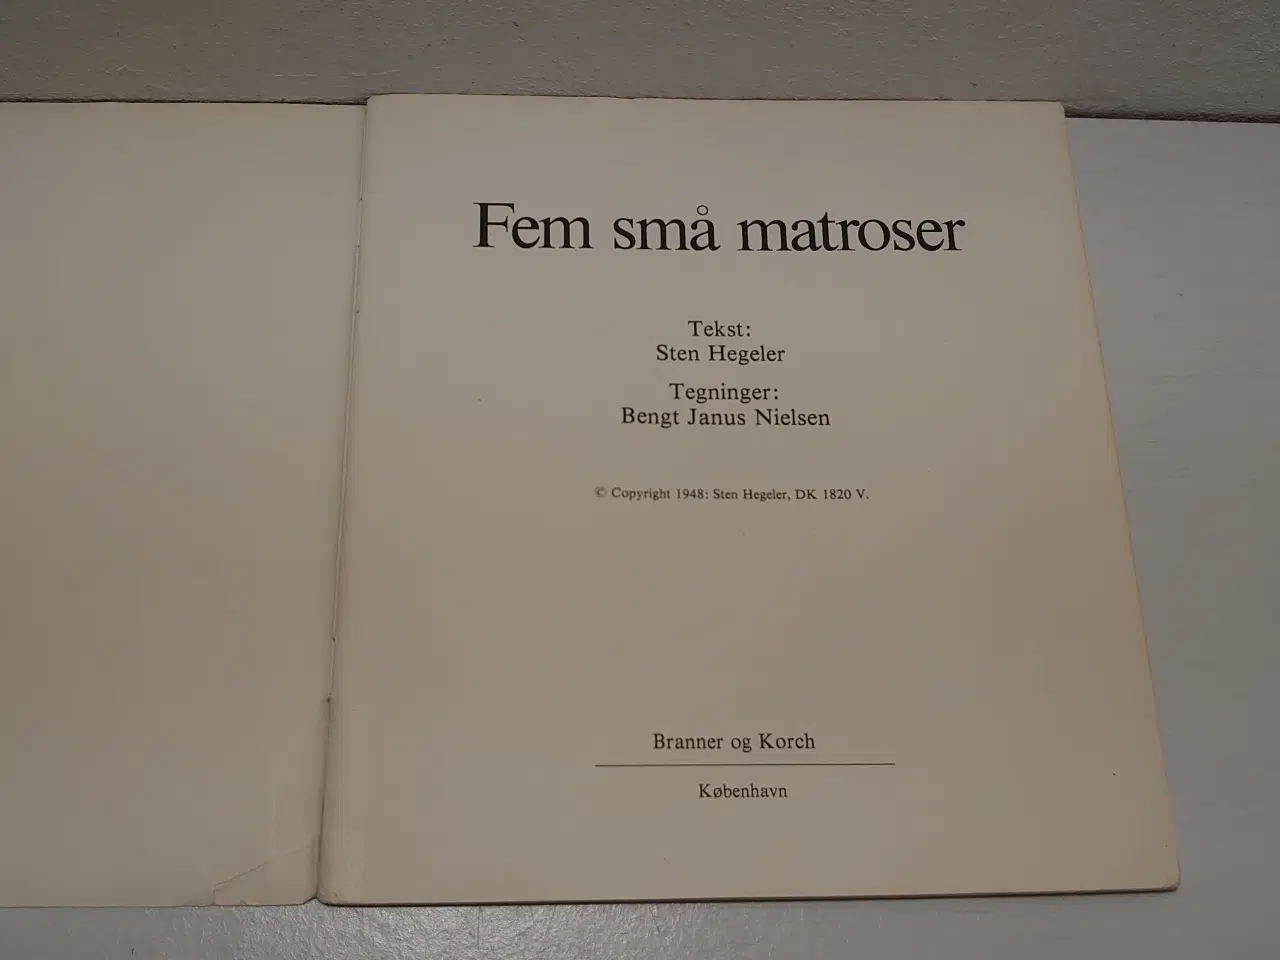 Fem små matroser
Tekst:
Sten Hegeler
Tegninger:
Bengt Janus Nielsen
© Copyright 1948: Sten Hegeler, DK 1820 V.
Branner og Korch
København